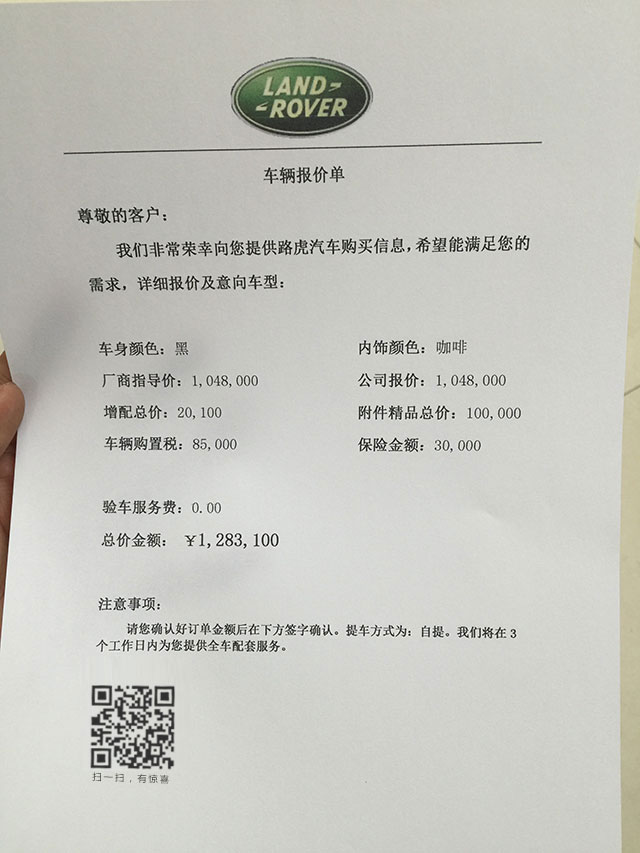 LAND
ROVER
车辆报价单
尊敬的客户：
我们非常荣幸向您提供路虎汽车购买信息，希望能满足您的
需求，详细报价及意向车型：
车身颜色：黑 内饰颜色：咖啡
厂商指导价：1,048,000 公司报价：1,048,000
增配总价：20,100 附件精品总价：100,000
车辆购置税：85,000 保险金额：30,000
验车服务费：0.00
总价金额： ￥1,283,100
注意事项：
请您确认好订单金额后在下方签字确认。提车方式为：自提。我们将在 3
个工作日内为您提供全车配套服务。
扫一扫，有惊喜